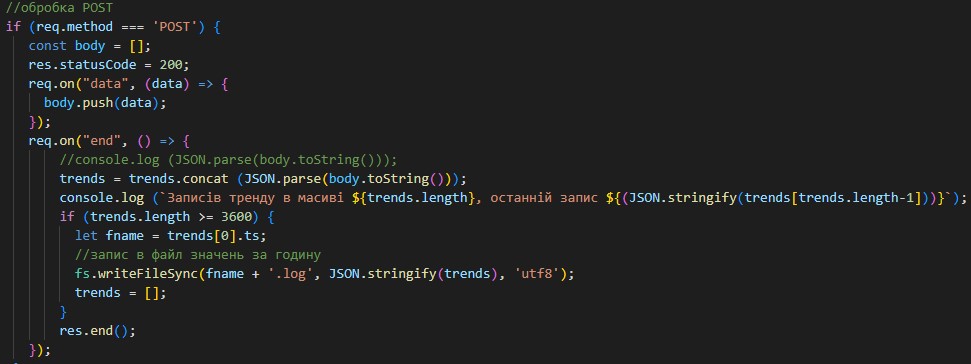 //обробка POST
if (req.method === 'POST') {
const body = [];
res.statusCode = 200;
req.on("data", (data) => {
body.push(data);
});
req.on("end", () => {
//console.log (JSON.parse(body.toString()));
trends = trends.concat (JSON.parse(body.toString()));
console.log (`Записів тренду в масиві ${trends.length}, останній запис ${(JSON.stringify(trends[trends.length-1]))}`);
if (trends.length >= 3600) {
let fname = trends[0].ts;
//запис в файл значень за годину
fs.writeFileSync(fname + '.log', JSON.stringify(trends), 'utf8');
trends = [];
}
res.end();
});